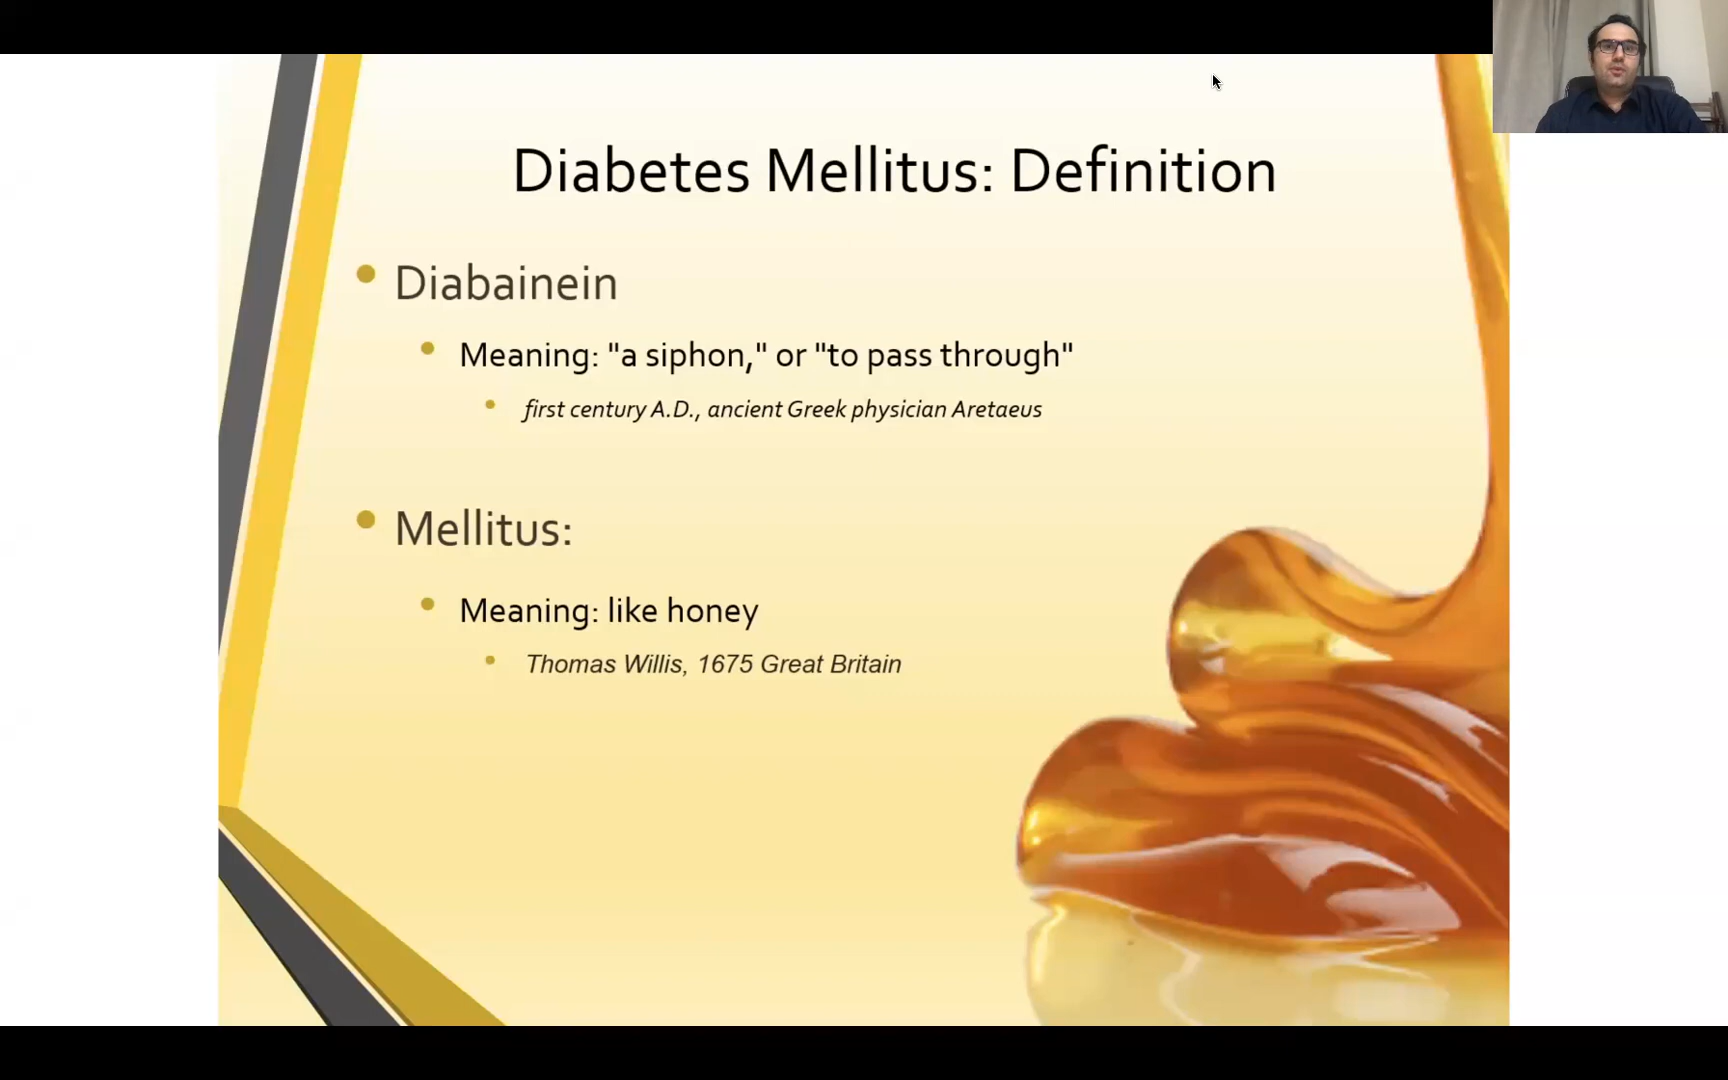 Diabetes Mellitus: Definition
Diabainein
Meaning: "a siphon," or "to pass through"
first century A.D., ancient Greek physician Aretaeus
Mellitus:
Meaning: like honey
Thomas Willis, 1675 Great Britain